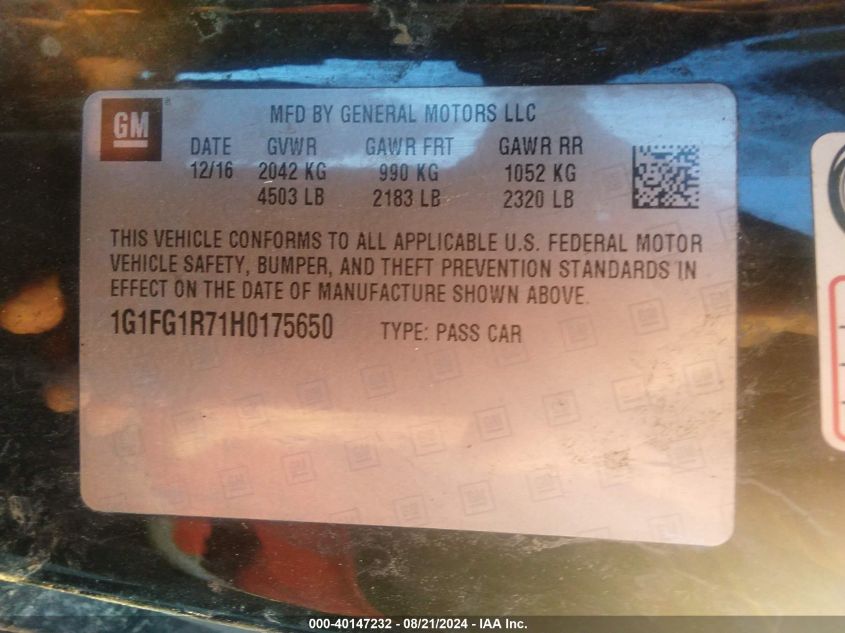 GM
®
MFD BY GENERAL MOTORS LLC
DATE GVWR GAWR FRT GAWR RR
12/16 2042 KG 990 KG 1052 KG
4503 LB 2183 LB 2320 LB
THIS VEHICLE CONFORMS TO ALL APPLICABLE U.S. FEDERAL MOTOR
VEHICLE SAFETY, BUMPER, AND THEFT PREVENTION STANDARDS IN
EFFECT ON THE DATE OF MANUFACTURE SHOWN ABOVE.
1G1FG1R71H0175650 TYPE: PASS CAR
000-40147232 - 08/21/2024 - IAA Inc.